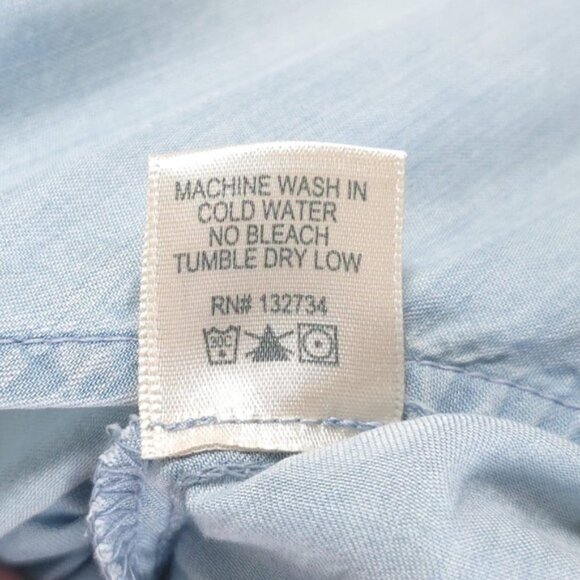 MACHINE WASH IN
COLD WATER
NO BLEACH
TUMBLE DRY LOW
RN# 132734
30C